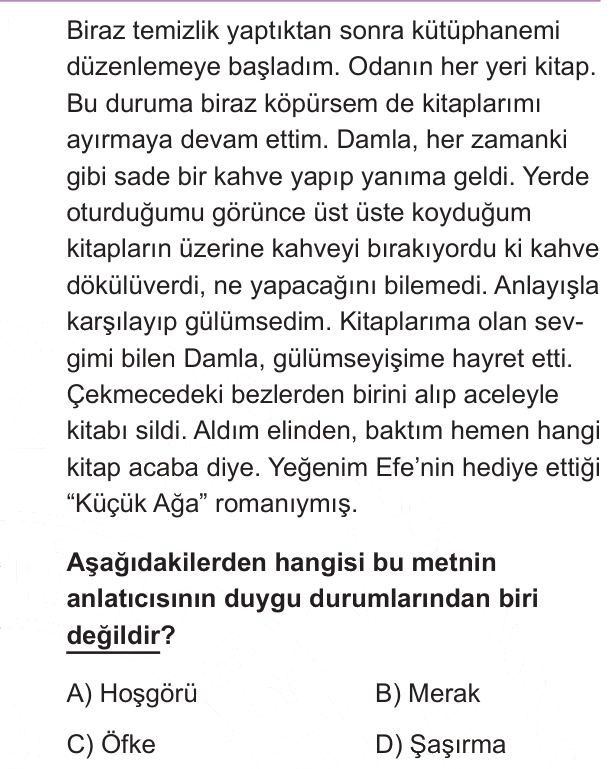 Biraz temizlik yaptıktan sonra kütüphanemi
düzenlemeye başladım. Odanın her yeri kitap.
Bu duruma biraz köpürsem de kitaplarımı
ayırmaya devam ettim. Damla, her zamanki
gibi sade bir kahve yapıp yanıma geldi. Yerde
oturduğumu görünce üst üste koyduğum
kitapların üzerine kahveyi bırakıyordu ki kahve
dökülüverdi, ne yapacağını bilemedi. Anlayışla
karşılayıp gülümsedim. Kitaplarıma olan sev-
gimi bilen Damla, gülümseyişime hayret etti.
Çekmecedeki bezlerden birini alıp aceleyle
kitabı sildi. Aldım elinden, baktım hemen hangi
kitap acaba diye. Yeğenim Efe’nin hediye ettiği
“Küçük Ağa” romanıymış.
Aşağıdakilerden hangisi bu metnin
anlatıcısının duygu durumlarından biri
değildir?
A) Hoşgörü B) Merak
C) Öfke D) Şaşırma